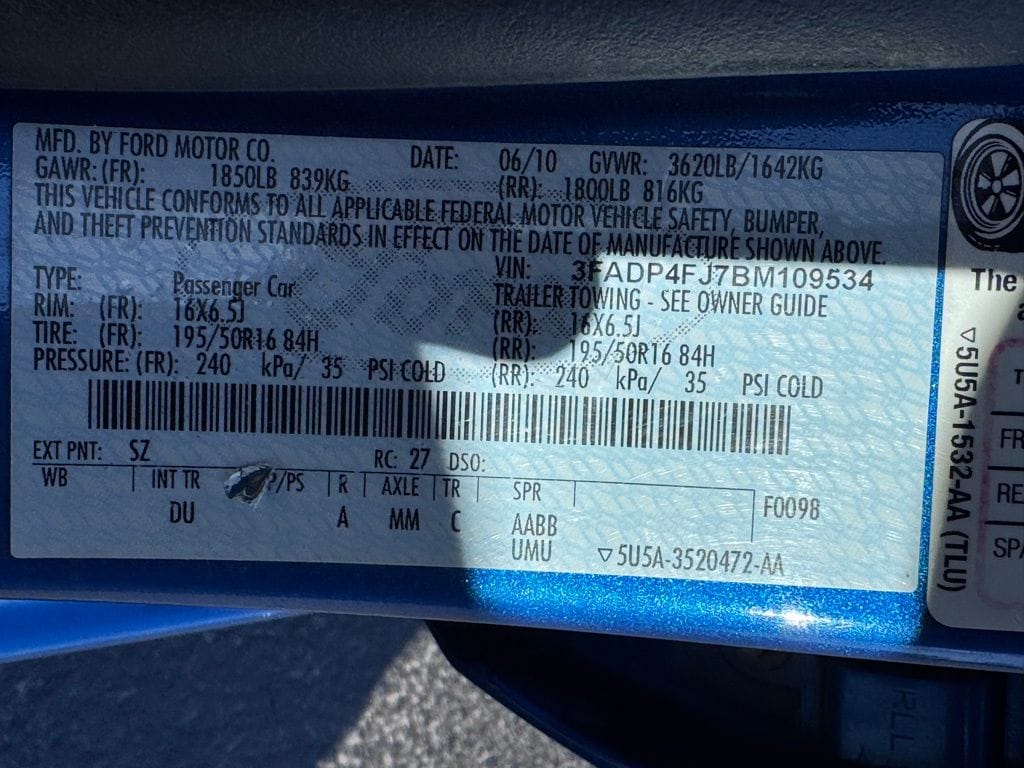 MFD. BY FORD MOTOR CO. DATE: 06/10 GVWR: 3620LB/1642KG
GAWR:(FR): 1850LB 839KG (RR): 1800LB 816KG
THIS VEHICLE CONFORMS TO ALL APPLICABLE FEDERAL MOTOR VEHICLE SAFETY, BUMPER,
AND THEFT PREVENTION STANDARDS IN EFFECT ON THE DATE OF MANUFACTURE SHOWN ABOVE.
VIN: 3FADP4FJ7BM109534
TYPE: Passenger Car TRAILER TOWING - SEE OWNER GUIDE
RIM: (FR): 16X6.5J (RR): 16X6.5J
TIRE: (FR): 195/50R16 84H (RR): 195/50R16 84H
PRESSURE:(FR): 240 kPa/ 35 PSI COLD (RR): 240 kPa/ 35 PSI COLD
EXT PNT: SZ RC: 27 DSO:
WB INT TR P/PS R AXLE TR SPR F0098
DU A MM C AABB
UMU ▽5U5A-3520472-AA
The
▽5U5A-1532-AA (TLU)
FR
RE
SPA
RLL